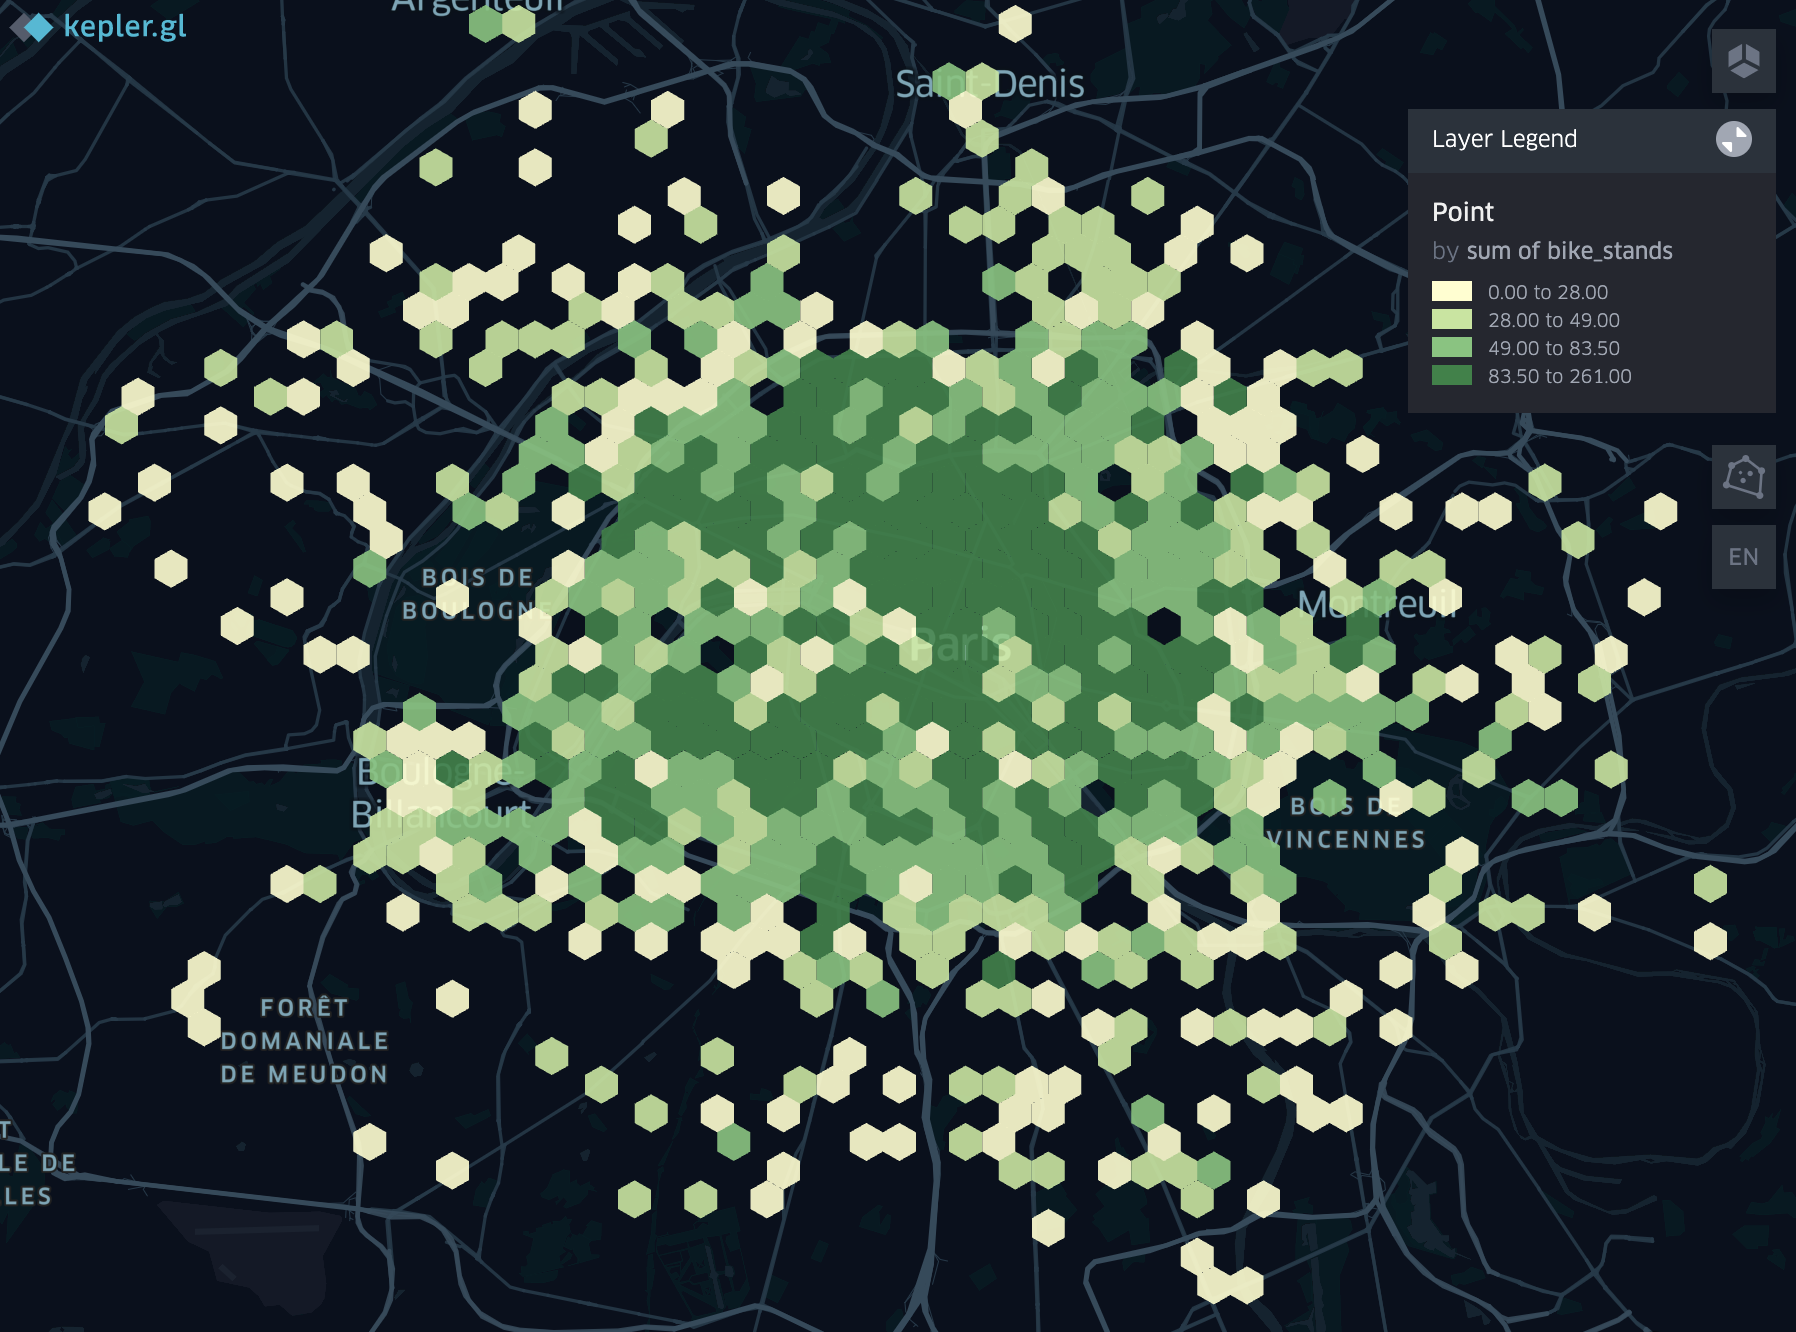 kepler.gl
Argenteuil
Saint-Denis
Layer Legend
Point
by sum of bike_stands
0.00 to 28.00
28.00 to 49.00
49.00 to 83.50
83.50 to 261.00
EN
BOIS DE
BOULOGNE
Montreuil
Paris
Boulogne-
Billancourt
BOIS DE
VINCENNES
FORÊT
DOMANIALE
DE MEUDON
T
LE DE
LES